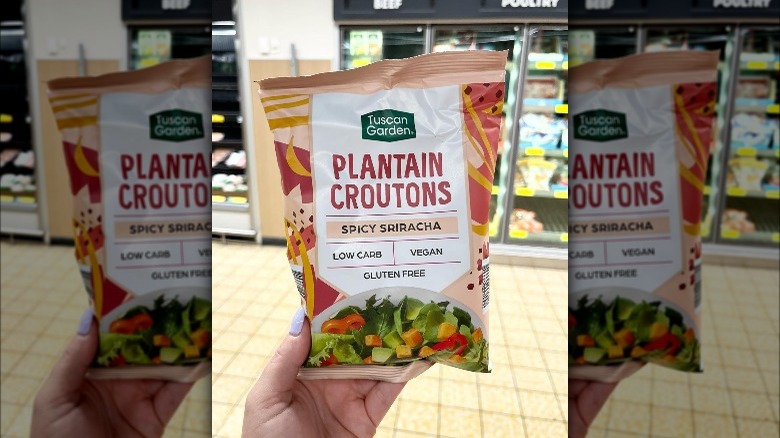 BEEF
POULTRY
Tuscan
Garden
PLANTAIN
CROUTONS
SPICY SRIRACHA
LOW CARB VEGAN
GLUTEN FREE